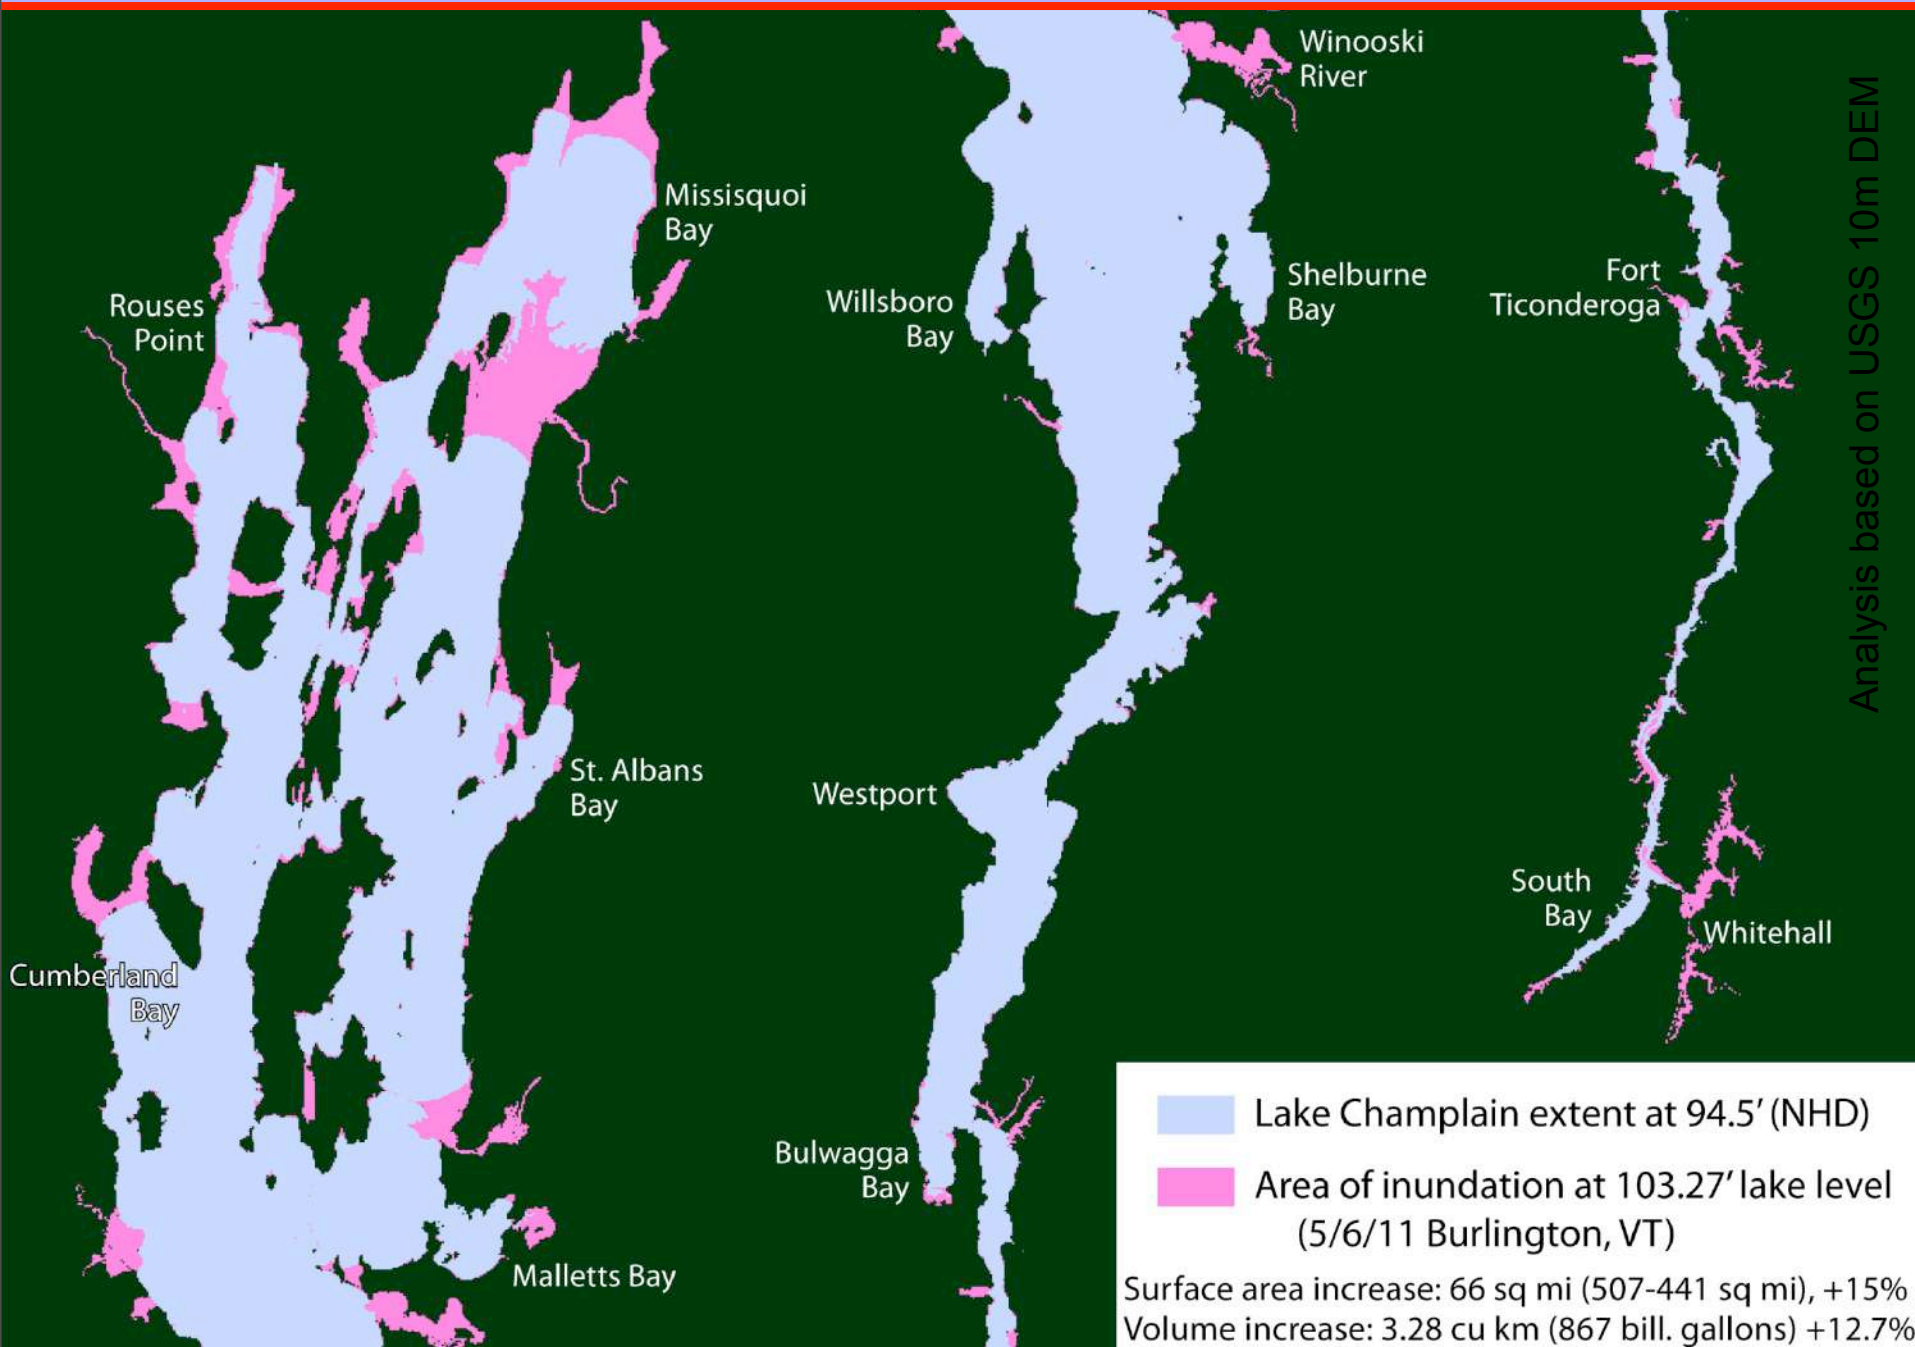 Winooski
River
Missisquoi
Bay
Rouses
Point
Willsboro
Bay
Shelburne
Bay
Fort
Ticonderoga
Analysis based on USGS 10m DEM
St. Albans
Bay
Westport
South
Bay
Whitehall
Cumberland
Bay
Bulwagga
Bay
Malletts Bay
Lake Champlain extent at 94.5′ (NHD)
Area of inundation at 103.27′ lake level
(5/6/11 Burlington, VT)
Surface area increase: 66 sq mi (507-441 sq mi), +15%
Volume increase: 3.28 cu km (867 bill. gallons) +12.7%